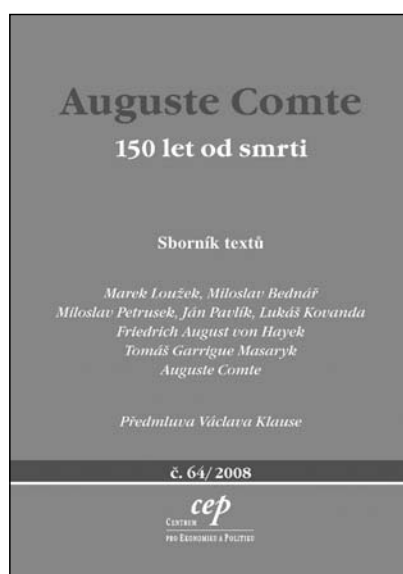 Auguste Comte
150 let od smrti
Sborník textů
Marek Loužek, Miloslav Bednář
Miloslav Petrusek, Ján Pavlík, Lukáš Kovanda
Friedrich August von Hayek
Tomáš Garrigue Masaryk
Auguste Comte
Předmluva Václava Klause
č. 64/2008
cep
CENTRUM
PRO EKONOMIKU A POLITIKU